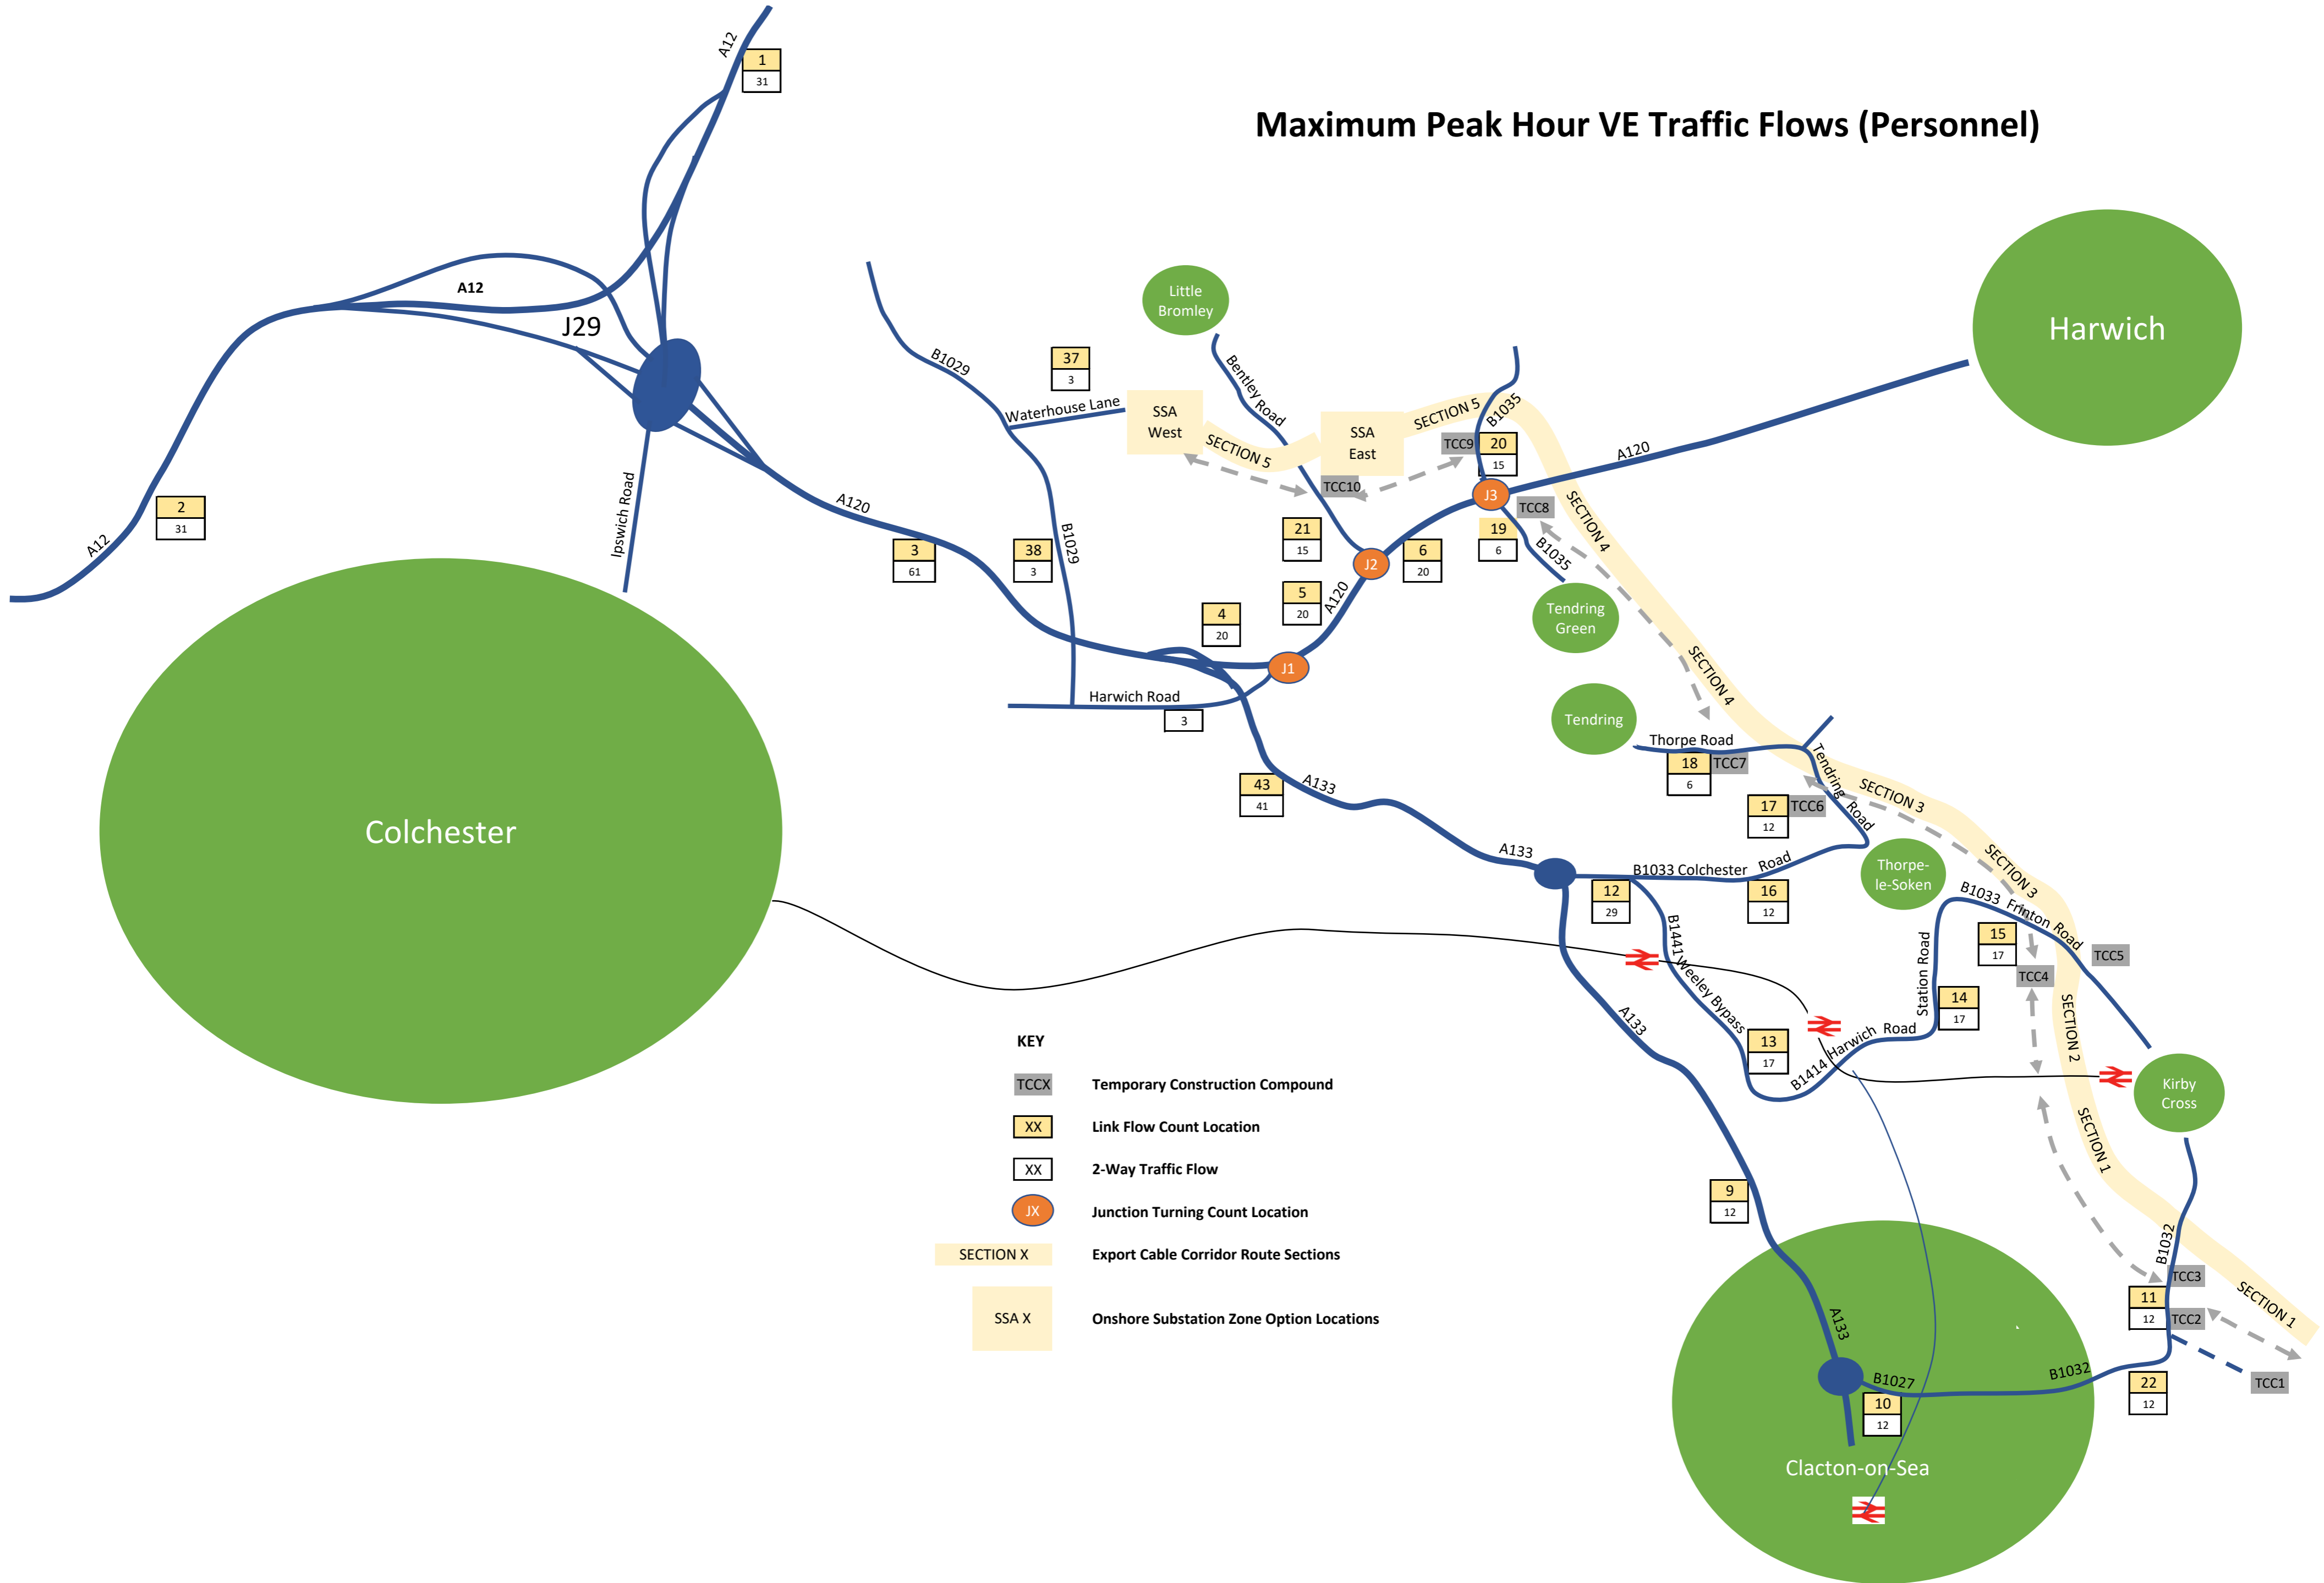 Maximum Peak Hour VE Traffic Flows (Personnel)
A12
1
31
A12
J29
2
31
A12
Ipswich Road
A120
3
61
Colchester
B1029
37
3
Waterhouse Lane
B1029
38
3
SSA
West
SECTION 5
SSA
East
SECTION 5
Little
Bromley
Bentley Road
TCC10
TCC9
B1035
20
15
J3
A120
Harwich
TCC8
19
6
B1035
SECTION 4
21
15
J2
6
20
5
20
A120
4
20
J1
Harwich Road
3
Tendring
Green
SECTION 4
Tendring
Thorpe Road
18
6
TCC7
17
12
TCC6
Tendring Road
SECTION 3
43
41
A133
A133
B1033 Colchester Road
12
29
16
12
Thorpe-
le-Soken
SECTION 3
B1033 Frinton Road
15
17
TCC4
TCC5
B1441 Weeley Bypass
Station Road
14
17
SECTION 2
A133
13
17
B1414 Harwich Road
Kirby
Cross
SECTION 1
9
12
B1032
TCC3
11
12
TCC2
SECTION 1
A133
B1027
B1032
10
12
22
12
TCC1
Clacton-on-Sea
KEY
TCCX Temporary Construction Compound
XX Link Flow Count Location
XX 2-Way Traffic Flow
JX Junction Turning Count Location
SECTION X Export Cable Corridor Route Sections
SSA X Onshore Substation Zone Option Locations